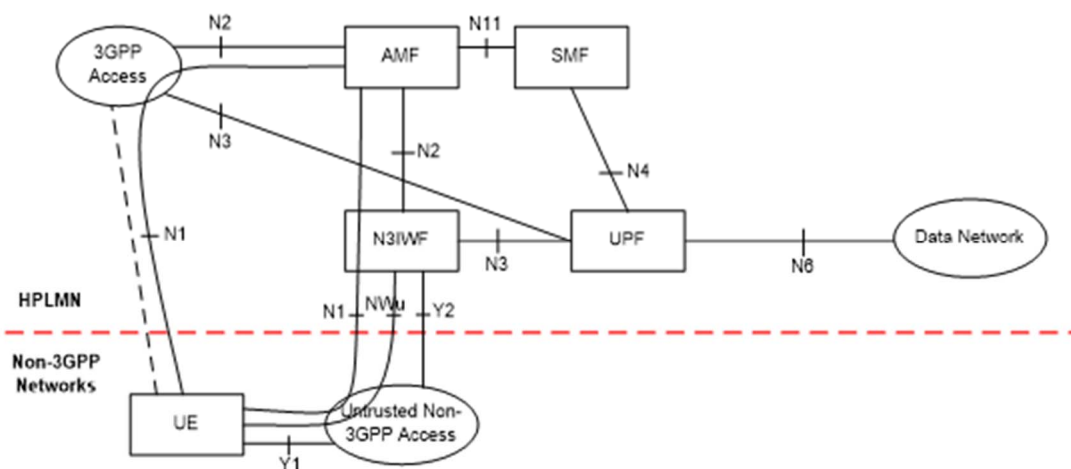 N2
N11
3GPP
Access
AMF
SMF
N3
N2
N4
N1
N3IWF
UPF
Data Network
N3
N6
HPLMN
N1
NWu
Y2
Non-3GPP
Networks
UE
Untrusted Non-
3GPP Access
Y1